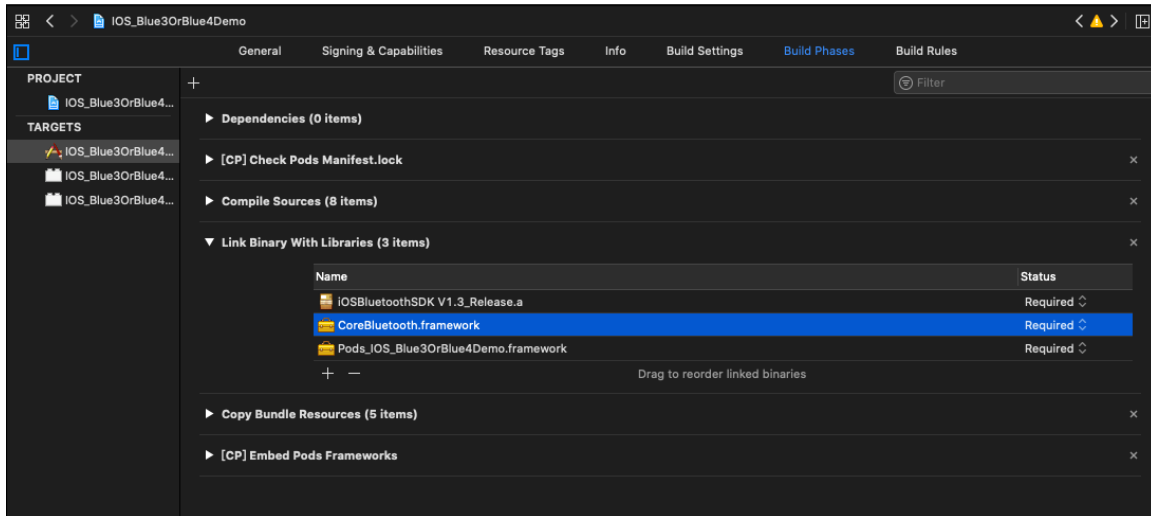 IOS_Blue3OrBlue4Demo
General Signing & Capabilities Resource Tags Info Build Settings Build Phases Build Rules
PROJECT
IOS_Blue3OrBlue4...
TARGETS
IOS_Blue3OrBlue4...
IOS_Blue3OrBlue4...
IOS_Blue3OrBlue4...
Filter
Dependencies (0 items)
[CP] Check Pods Manifest.lock
Compile Sources (8 items)
Link Binary With Libraries (3 items)
Name Status
iOSBluetoothSDK V1.3_Release.a Required
CoreBluetooth.framework Required
Pods_IOS_Blue3OrBlue4Demo.framework Required
Drag to reorder linked binaries
Copy Bundle Resources (5 items)
[CP] Embed Pods Frameworks